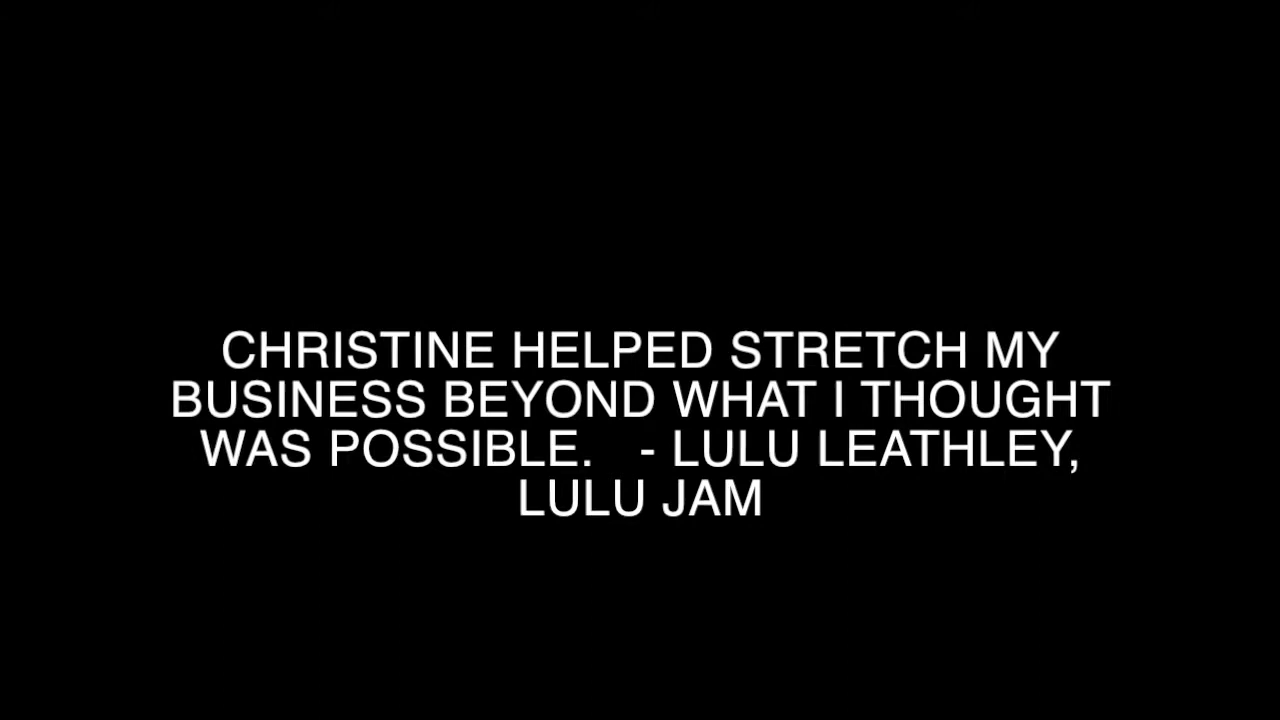 CHRISTINE HELPED STRETCH MY
BUSINESS BEYOND WHAT I THOUGHT
WAS POSSIBLE.   - LULU LEATHLEY,
LULU JAM